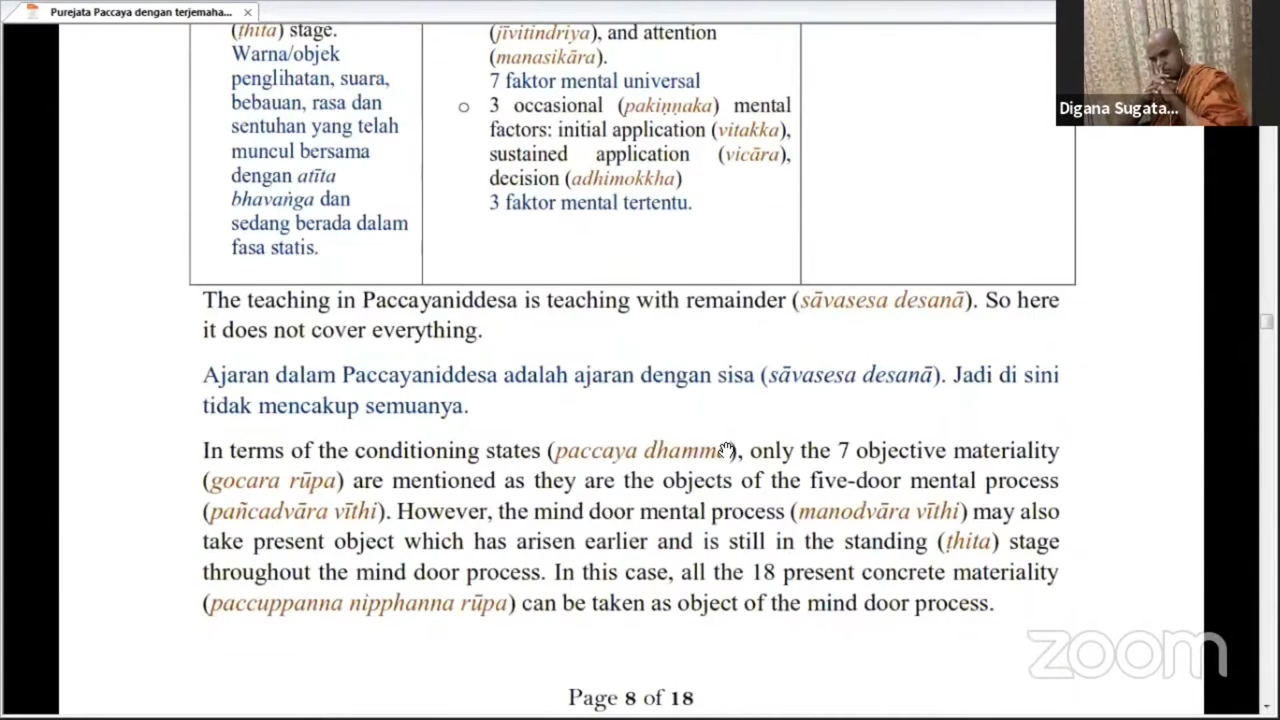 Purejata Paccaya dengan terjemaha...
(ṭhita) stage.
Warna/objek
penglihatan, suara,
bebauan, rasa dan
sentuhan yang telah
muncul bersama
dengan atīta
bhavaṅga dan
sedang berada dalam
fasa statis.
(jīvitindriya), and attention
(manasikāra).
7 faktor mental universal
o 3 occasional (pakiṇṇaka) mental
factors: initial application (vitakka),
sustained application (vicāra),
decision (adhimokkha)
3 faktor mental tertentu.
Digana Sugata...
The teaching in Paccayaniddesa is teaching with remainder (sāvasesa desanā). So here
it does not cover everything.
Ajaran dalam Paccayaniddesa adalah ajaran dengan sisa (sāvasesa desanā). Jadi di sini
tidak mencakup semuanya.
In terms of the conditioning states (paccaya dhammā), only the 7 objective materiality
(gocara rūpa) are mentioned as they are the objects of the five-door mental process
(pañcadvāra vīthi). However, the mind door mental process (manodvāra vīthi) may also
take present object which has arisen earlier and is still in the standing (ṭhita) stage
throughout the mind door process. In this case, all the 18 present concrete materiality
(paccuppanna nipphanna rūpa) can be taken as object of the mind door process.
zoom
Page 8 of 18